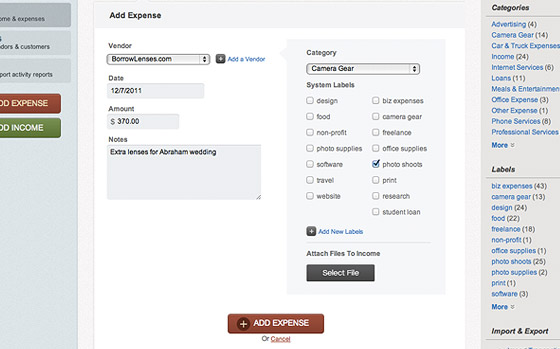 ome & expenses
S
dors & customers
port activity reports
DD EXPENSE
DD INCOME
Add Expense
Vendor
BorrowLenses.com
Add a Vendor
Date
12/7/2011
Amount
$ 370.00
Notes
Extra lenses for Abraham wedding
Category
Camera Gear
System Labels
design
biz expenses
food
camera gear
non-profit
freelance
photo supplies
office supplies
software
photo shoots
travel
print
website
research
student loan
Add New Labels
Attach Files To Income
Select File
ADD EXPENSE
Or Cancel
Categories
Advertising (4)
Camera Gear (14)
Car & Truck Expenses
Income (24)
Internet Services (6)
Loans (11)
Meals & Entertainmen
Office Expense (3)
Other Expense (1)
Phone Services (8)
Professional Services
More
Labels
biz expenses (43)
camera gear (13)
design (24)
food (22)
freelance (18)
non-profit (1)
office supplies (1)
photo shoots (25)
photo supplies (2)
print (1)
software (3)
More
Import & Export